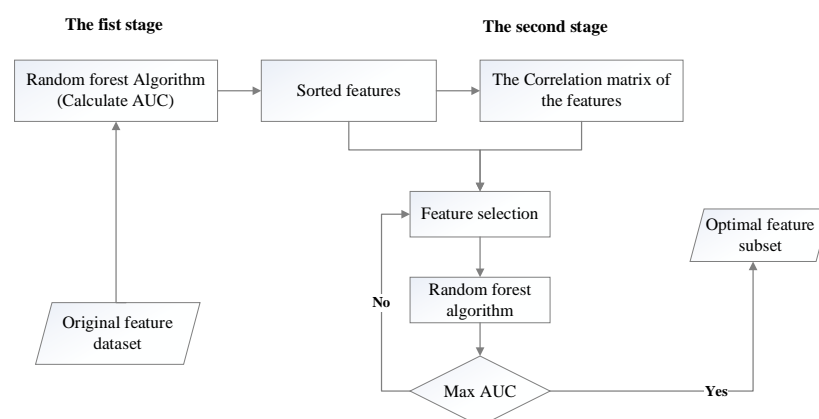 The fist stage
The second stage
Random forest Algorithm
(Calculate AUC)
Sorted features
The Correlation matrix of
the features
Feature selection
Optimal feature
subset
Random forest
algorithm
No
Original feature
dataset
Max AUC
Yes